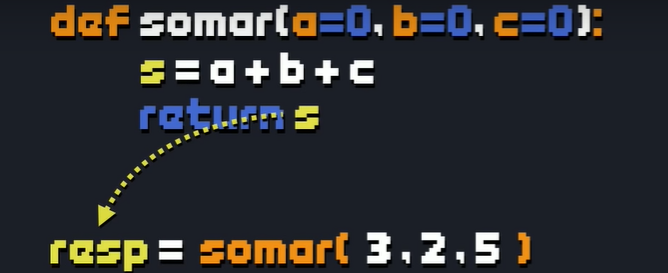 def somar(a=0, b=0, c=0):
s = a + b + c
return s
resp = somar( 3 , 2 , 5 )